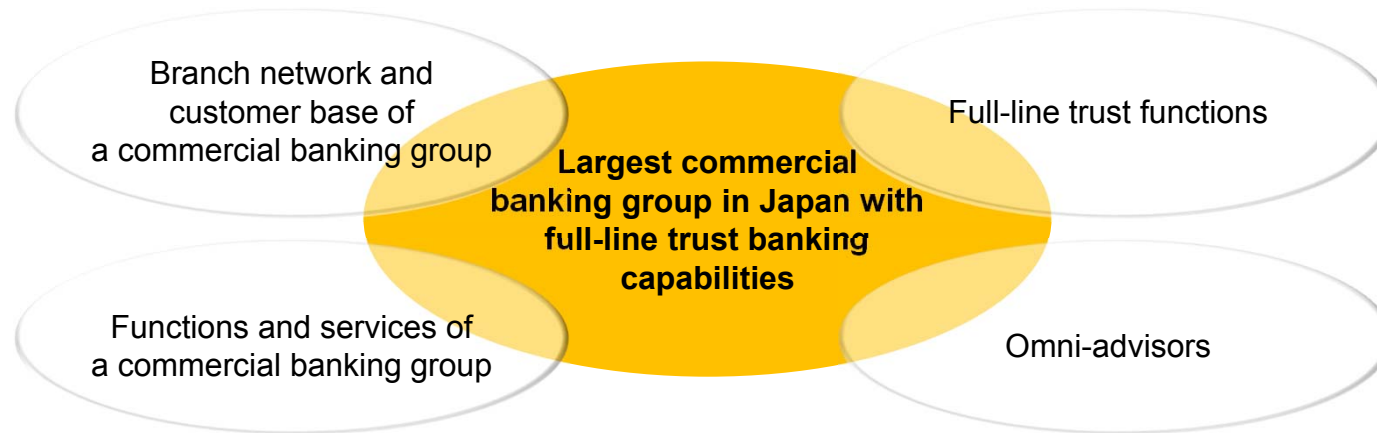 Branch network and
customer base of
a commercial banking group
Full-line trust functions
Largest commercial
banking group in Japan with
full-line trust banking
capabilities
Functions and services of
a commercial banking group
Omni-advisors